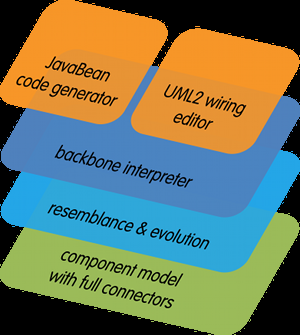 JavaBean
code generator
UML2 wiring
editor
backbone interpreter
resemblance & evolution
component model
with full connectors